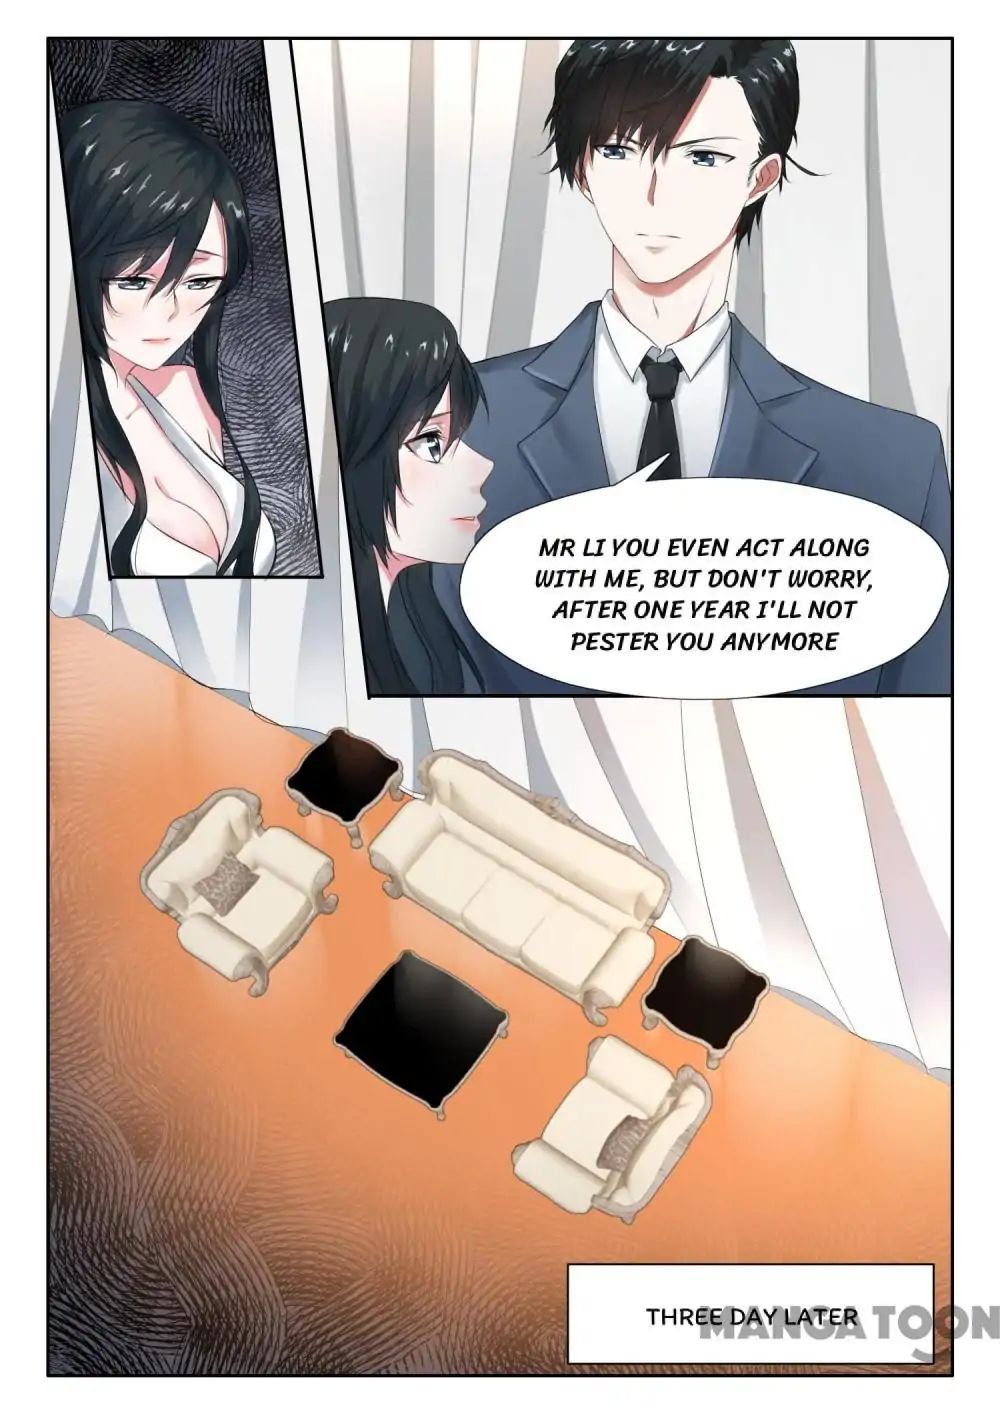 MR LI YOU EVEN ACT ALONG
WITH ME, BUT DON'T WORRY,
AFTER ONE YEAR I'LL NOT
PESTER YOU ANYMORE
THREE DAY LATER
MANGA TOON